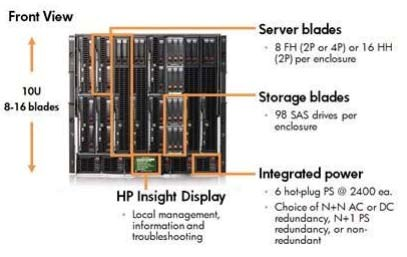 Front View
10U
8-16 blades
Server blades
• 8 FH (2P or 4P) or 16 HH
(2P) per enclosure
Storage blades
• 98 SAS drives per
enclosure
Integrated power
• 6 hot-plug PS @ 2400 ea.
• Choice of N+N AC or DC
redundancy, N+1 PS
redundancy, or non-
redundant
HP Insight Display
• Local management,
information and
troubleshooting